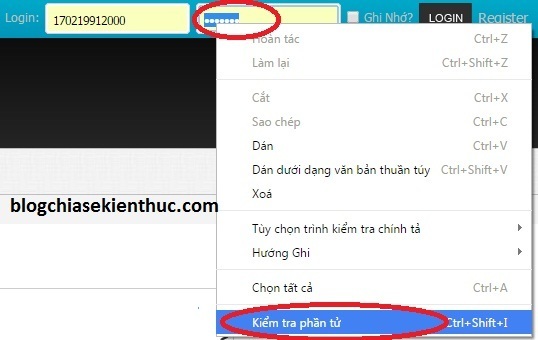 Login: 170219912000 ••••••• Ghi Nhớ? LOGIN Register
Hoàn tác Ctrl+Z
Làm lại Ctrl+Shift+Z
Cắt Ctrl+X
Sao chép Ctrl+C
Dán Ctrl+V
Dán dưới dạng văn bản thuần túy Ctrl+Shift+V
Xoá
blogchiasekienthuc.com
Tùy chọn trình kiểm tra chính tả
Hướng Ghi
Chọn tất cả Ctrl+A
Kiểm tra phần tử Ctrl+Shift+I